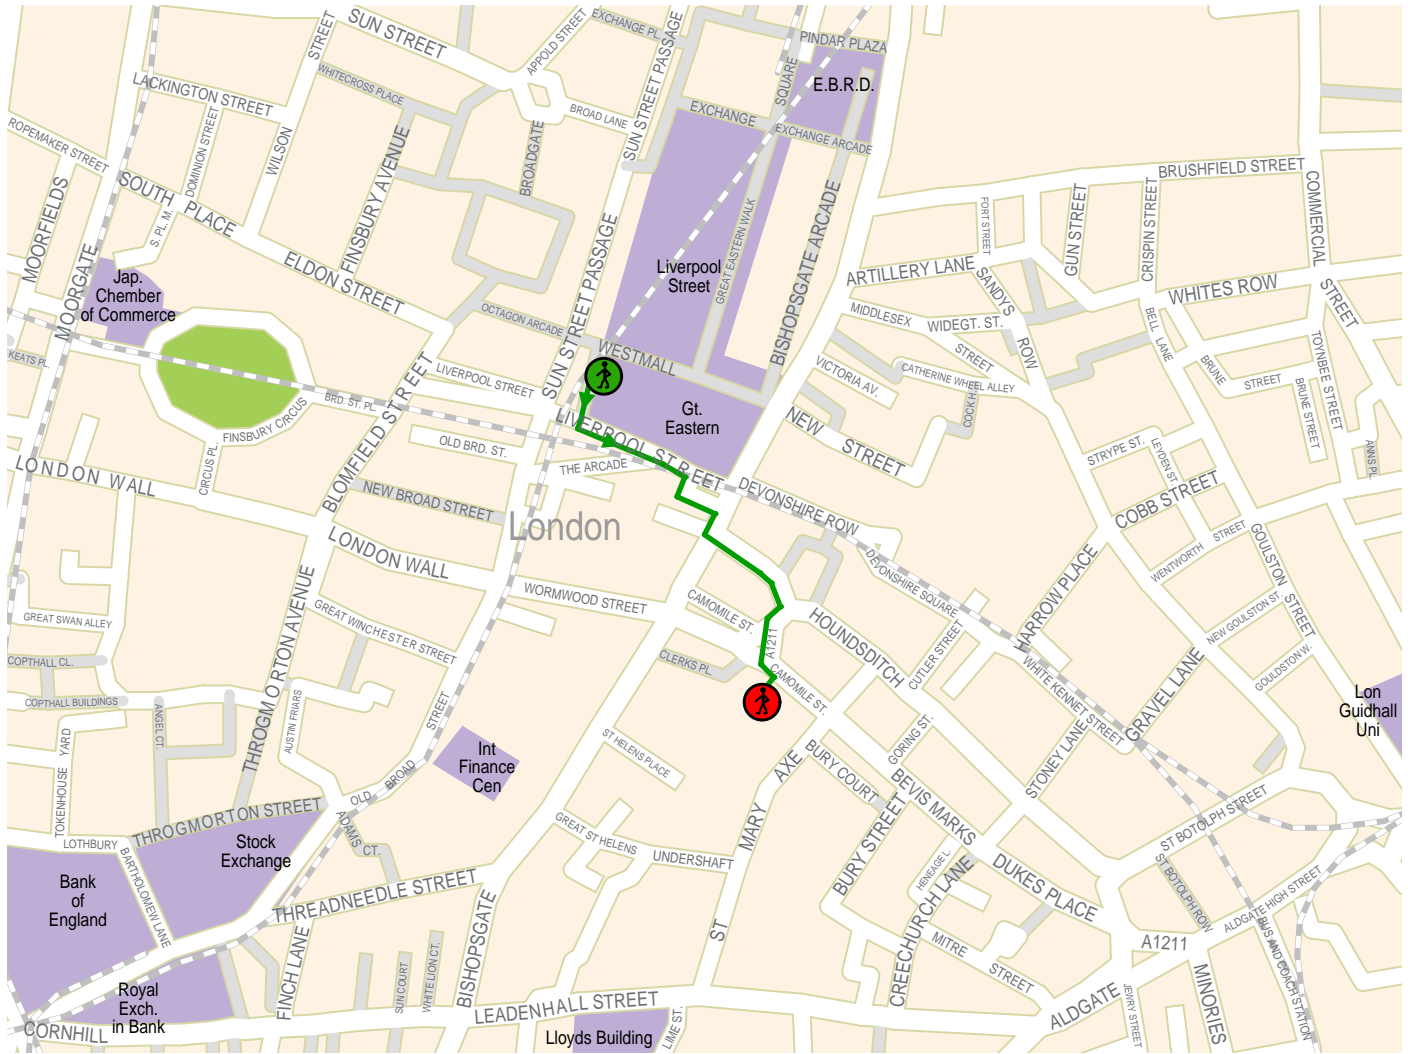 SUN STREET
APPOLD STREET
EXCHANGE PL.
SUN STREET PASSAGE
PINDAR PLAZA
SQUARE
E.B.R.D.
STREET
WHITECROSS PLACE
LACKINGTON STREET
WILSON
DOMINION STREET
ROPEMAKER STREET
BROAD LANE
BROADGATE
EXCHANGE
EXCHANGE ARCADE
FINSBURY AVENUE
SOUTH PLACE
MOORFIELDS
S. PL. M.
BRUSHFIELD STREET
COMMERCIAL
STREET
FORT STREET
GUN STREET
CRISPIN STREET
BISHOPSGATE ARCADE
GREAT EASTERN WALK
SUN STREET PASSAGE
MOORGATE
ELDON STREET
Jap.
Chember
of Commerce
Liverpool
Street
ARTILLERY LANE
SANDYS
ROW
WHITES ROW
OCTAGON ARCADE
MIDDLESEX
STREET
WIDEGT. ST.
BELL LANE
TOYNBEE STREET
KEATS PL.
WESTMALL
VICTORIA AV.
CATHERINE WHEEL ALLEY
BRUNE
STREET
BRUNE STREET
LIVERPOOL STREET
BRD. ST. PL.
BLOMFIELD STREET
COCK H.
Gt.
Eastern
NEW STREET
FINSBURY CIRCUS
CIRCUS PL.
LIVERPOOL STREET
OLD BRD. ST.
THE ARCADE
STRYPE ST.
LEYDEN ST.
ANNS PL.
LONDON WALL
NEW BROAD STREET
DEVONSHIRE ROW
COBB STREET
London
LONDON WALL
WENTWORTH STREET
GOULSTON STREET
DEVONSHIRE SQUARE
HARROW PLACE
THROGMORTON AVENUE
WORMWOOD STREET
CAMOMILE ST.
HOUNDSDITCH
CUTLER STREET
NEW GOULSTON ST.
GREAT SWAN ALLEY
GREAT WINCHESTER STREET
A1211
CLERKS PL.
CAMOMILE ST.
WHITE KENNET STREET
GRAVEL LANE
GOULDSTON W.
COPTHALL CL.
COPTHALL BUILDINGS
ANGEL CT.
AUSTIN FRIARS
STREET
Lon
Guidhall
Uni
TOKENHOUSE YARD
ST HELENS PLACE
GORING ST.
STONEY LANE
Int
Finance
Cen
BROAD
OLD
BURY COURT
AXE
MARY
ST
BEVIS MARKS
THROGMORTON STREET
ADAMS CT.
LOTHBURY
BARTHOLOMEW LANE
Stock
Exchange
GREAT ST HELENS
UNDERSHAFT
BURY STREET
HENEAGE L.
DUKES PLACE
ST BOTOLPH STREET
ST BOTOLPH ROW
ALDGATE HIGH STREET
Bank
of
England
THREADNEEDLE STREET
BISHOPSGATE
CREECHURCH LANE
MITRE STREET
A1211
BUS AND COACH STATION
Royal
Exch.
in Bank
FINCH LANE
SUN COURT
WHITE LION CT.
CORNHILL
LEADENHALL STREET
Lloyds Building
LIME ST.
ALDGATE
JEWRY STREET
MINORIES